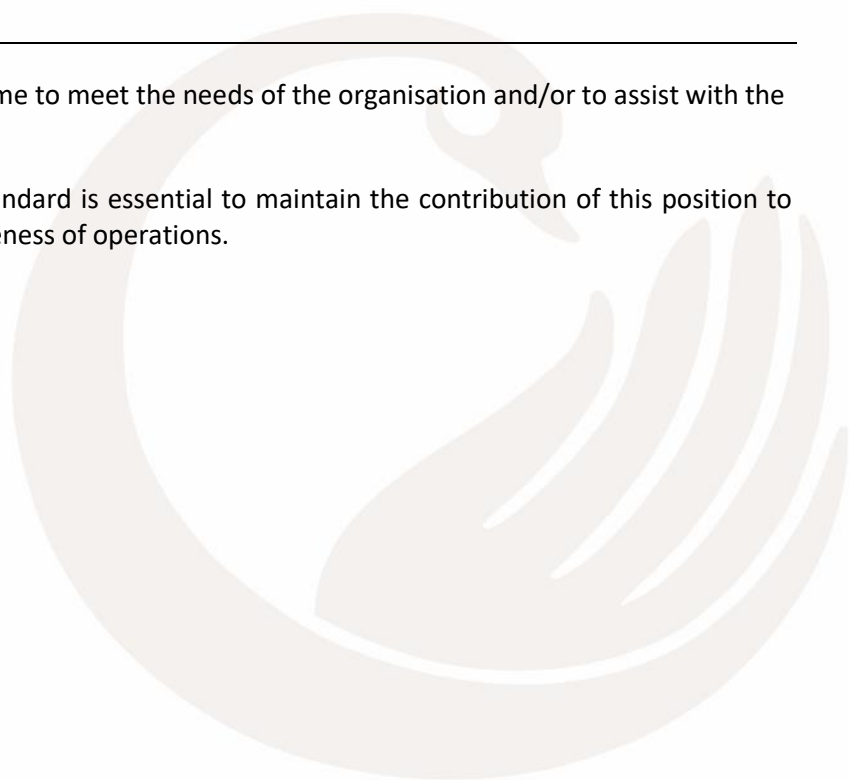 me to meet the needs of the organisation and/or to assist with the
ndard is essential to maintain the contribution of this position to
eness of operations.